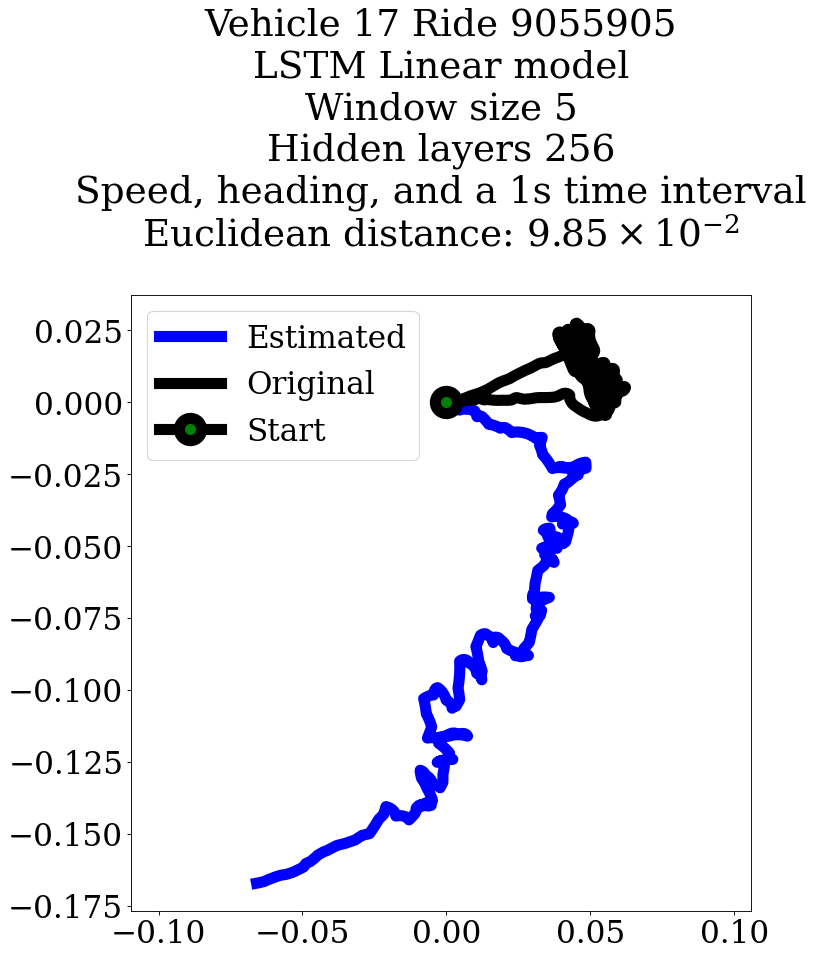 Vehicle 17 Ride 9055905
LSTM Linear model
Window size 5
Hidden layers 256
Speed, heading, and a 1s time interval
Euclidean distance: 9.85 × 10⁻²
Estimated
Original
Start
0.025
0.000
−0.025
−0.050
−0.075
−0.100
−0.125
−0.150
−0.175
−0.10
−0.05
0.00
0.05
0.10